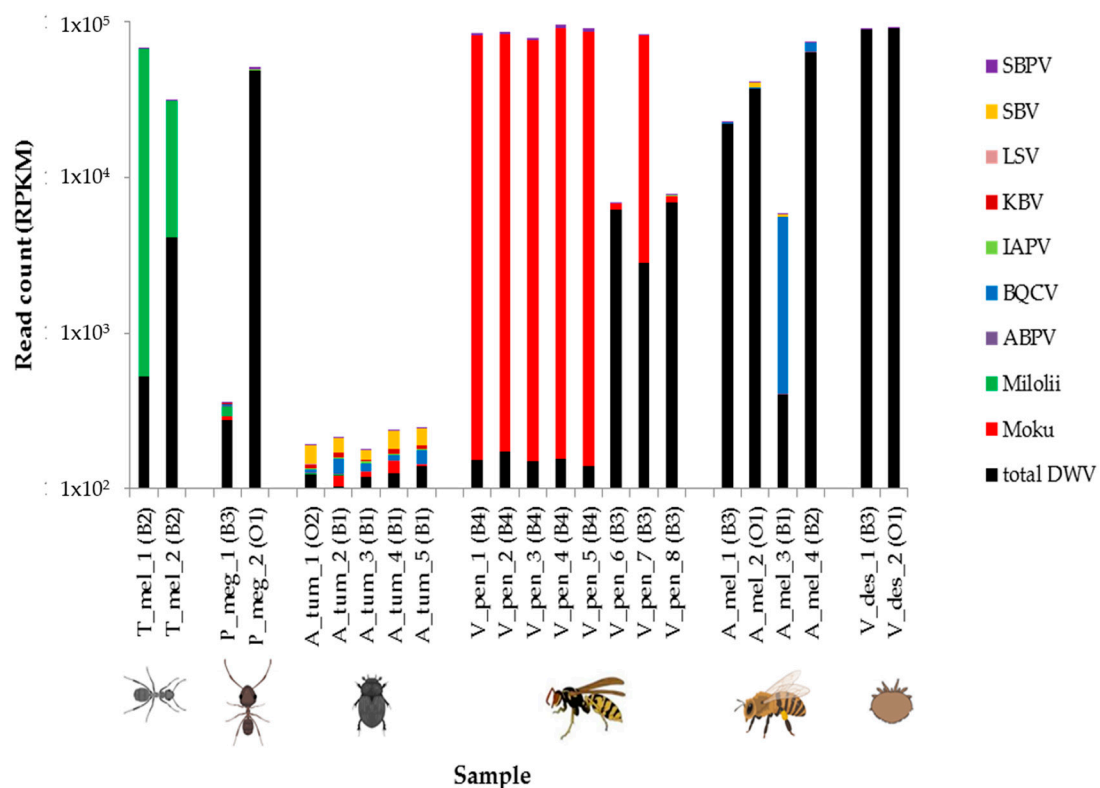 Read count (RPKM)
1x10⁵
1x10⁴
1x10³
1x10²
SBPV
SBV
LSV
KBV
IAPV
BQCV
ABPV
Milolii
Moku
total DWV
T_mel_1 (B2)
T_mel_2 (B2)
P_meg_1 (B3)
P_meg_2 (O1)
A_tum_1 (O2)
A_tum_2 (B1)
A_tum_3 (B1)
A_tum_4 (B1)
A_tum_5 (B1)
V_pen_1 (B4)
V_pen_2 (B4)
V_pen_3 (B4)
V_pen_4 (B4)
V_pen_5 (B4)
V_pen_6 (B3)
V_pen_7 (B3)
V_pen_8 (B3)
A_mel_1 (B3)
A_mel_2 (O1)
A_mel_3 (B1)
A_mel_4 (B2)
V_des_1 (B3)
V_des_2 (O1)
Sample